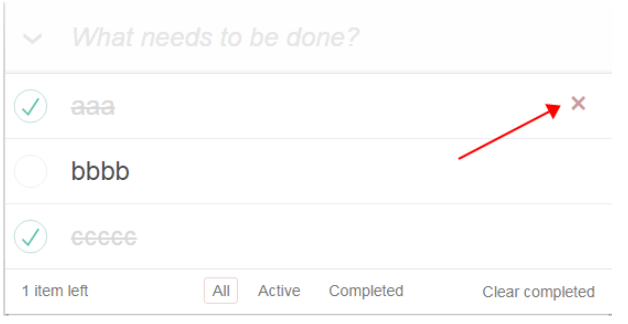 What needs to be done?
aaa
bbbb
ccccc
1 item left All Active Completed Clear completed